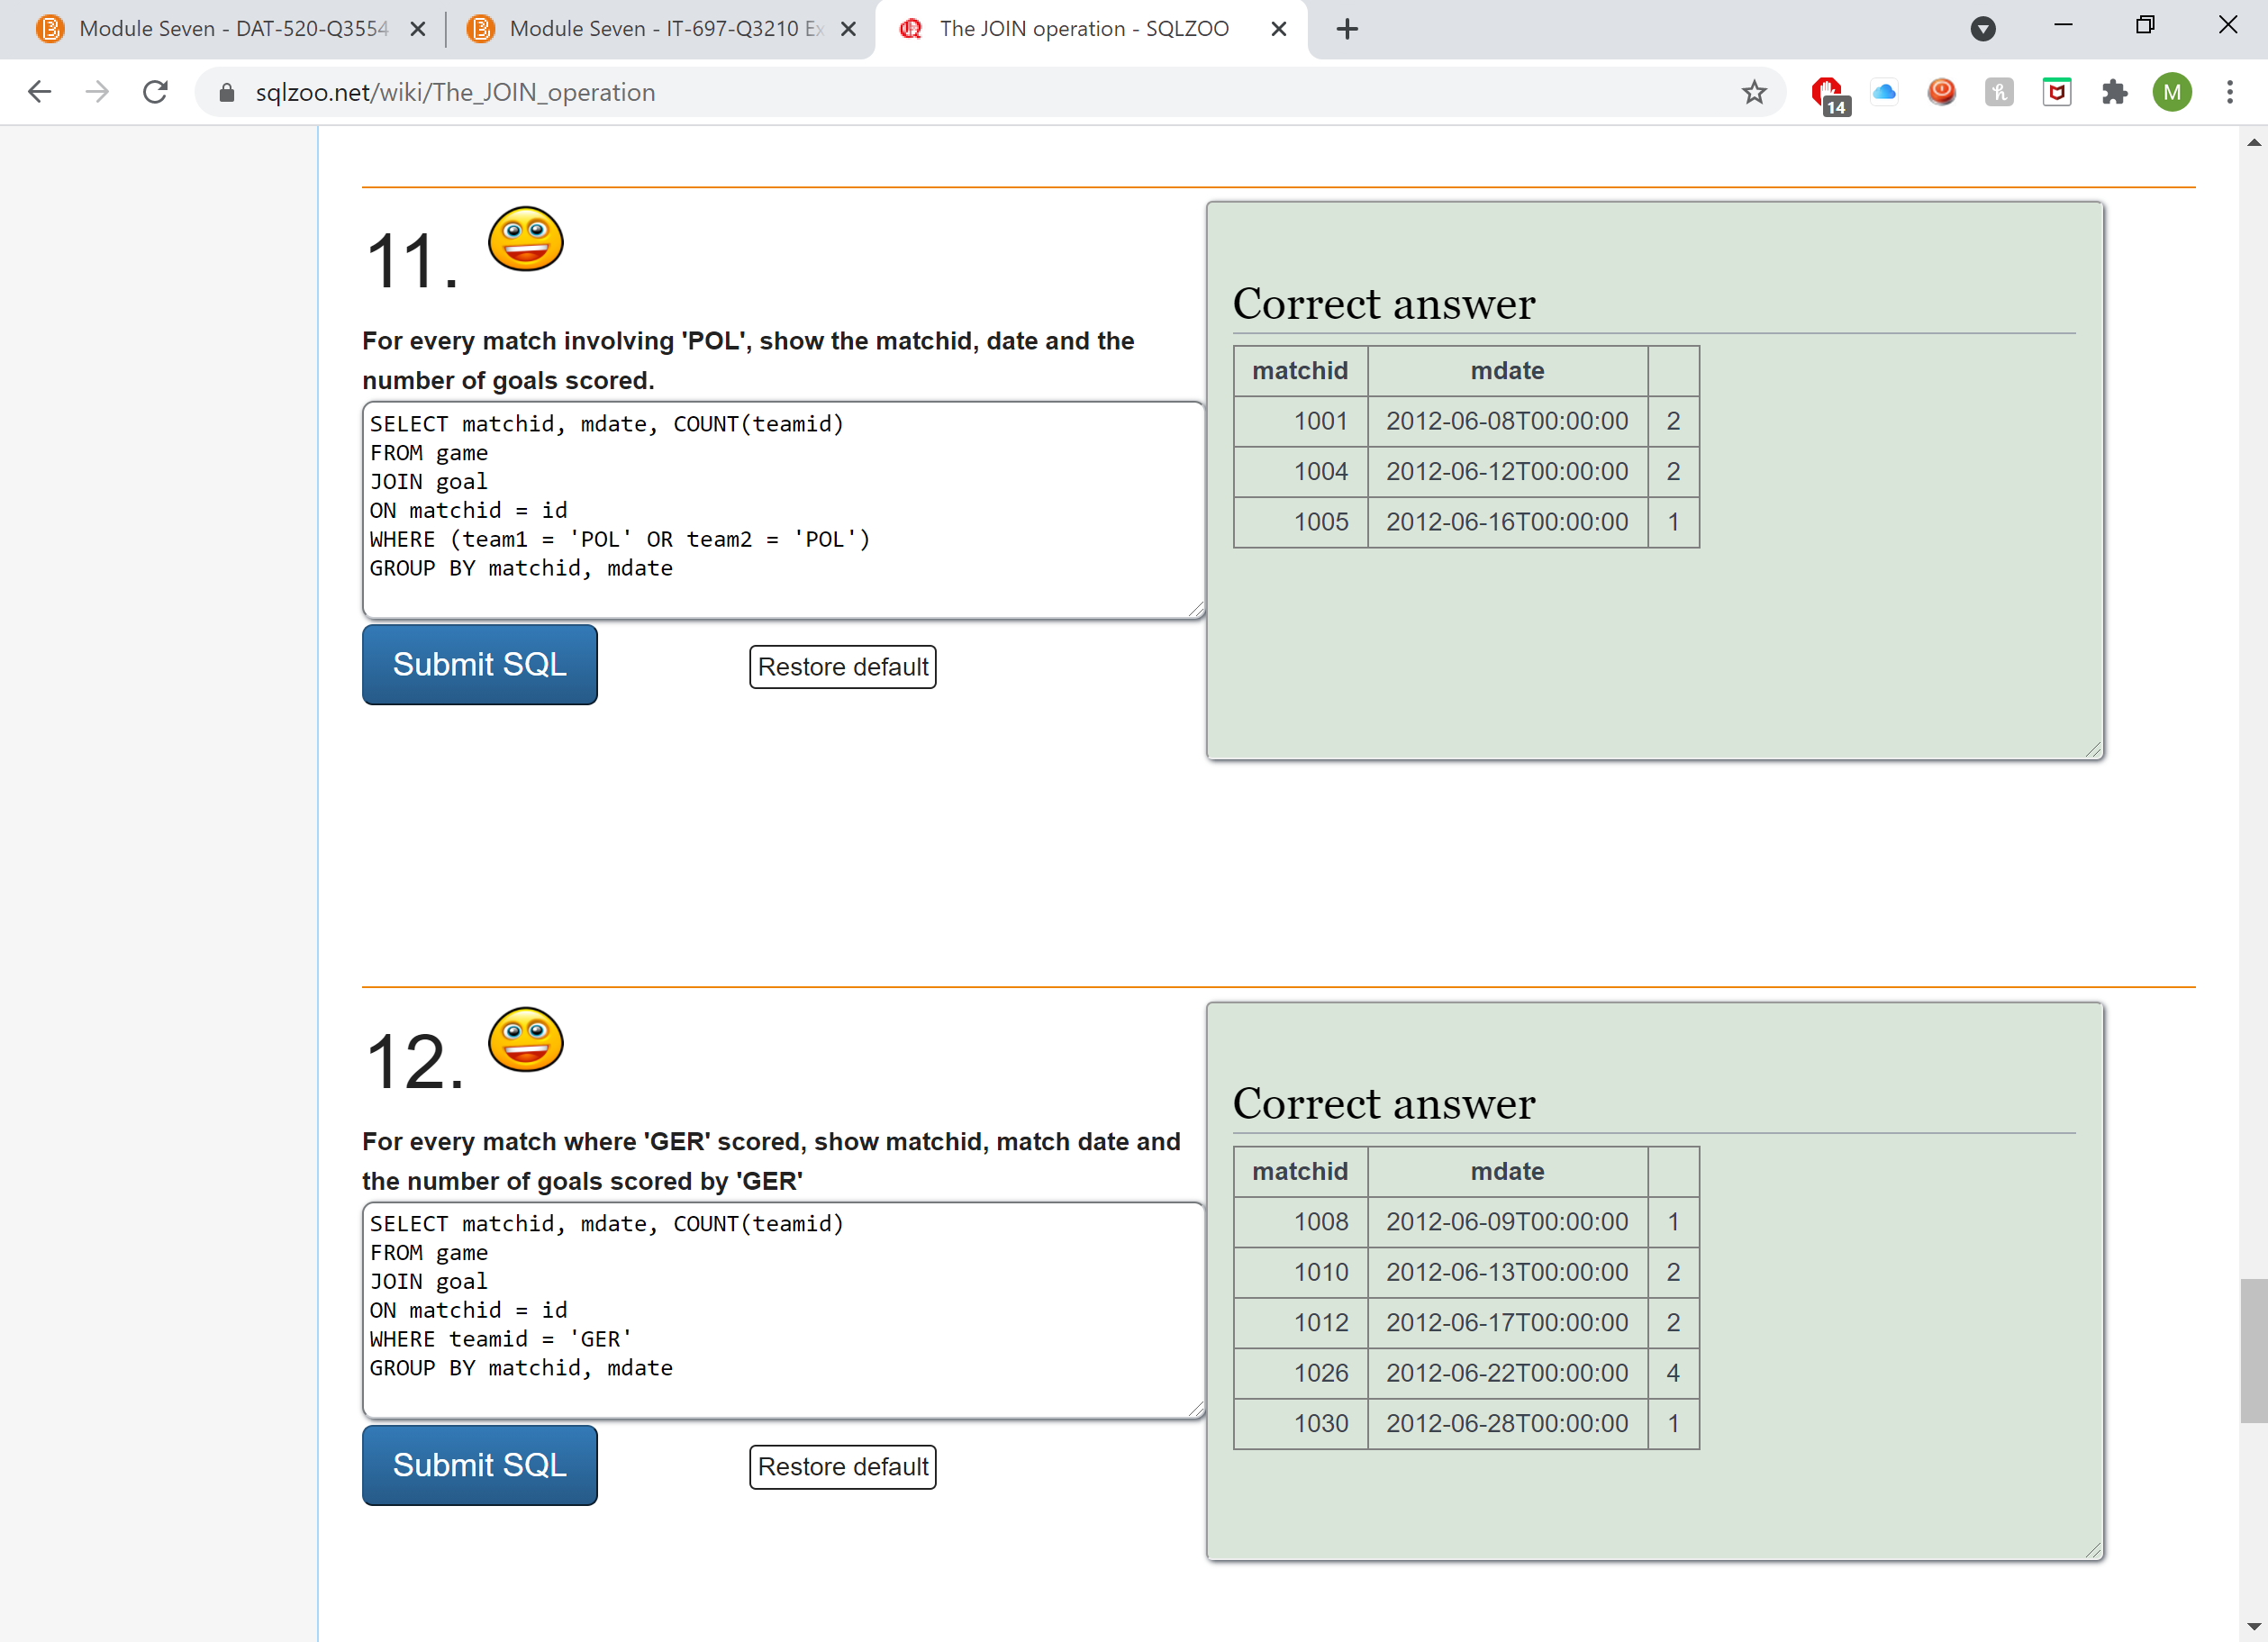 Module Seven - DAT-520-Q3554
Module Seven - IT-697-Q3210 Ex
The JOIN operation - SQLZOO
sqlzoo.net/wiki/The_JOIN_operation
14
M
11.
For every match involving 'POL', show the matchid, date and the
number of goals scored.
SELECT matchid, mdate, COUNT(teamid)
FROM game
JOIN goal
ON matchid = id
WHERE (team1 = 'POL' OR team2 = 'POL')
GROUP BY matchid, mdate
Submit SQL
Restore default
Correct answer
matchid mdate
1001 2012-06-08T00:00:00 2
1004 2012-06-12T00:00:00 2
1005 2012-06-16T00:00:00 1
12.
For every match where 'GER' scored, show matchid, match date and
the number of goals scored by 'GER'
SELECT matchid, mdate, COUNT(teamid)
FROM game
JOIN goal
ON matchid = id
WHERE teamid = 'GER'
GROUP BY matchid, mdate
Submit SQL
Restore default
Correct answer
matchid mdate
1008 2012-06-09T00:00:00 1
1010 2012-06-13T00:00:00 2
1012 2012-06-17T00:00:00 2
1026 2012-06-22T00:00:00 4
1030 2012-06-28T00:00:00 1